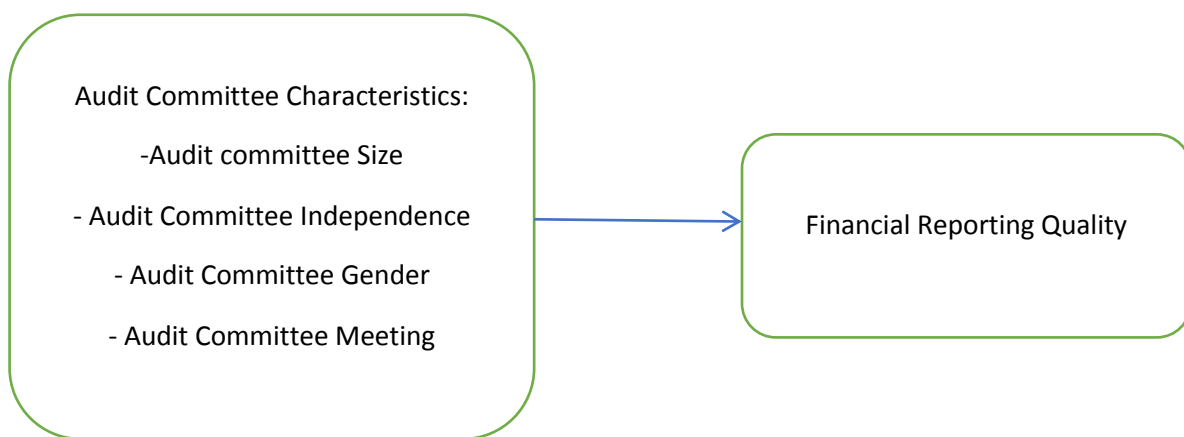 Audit Committee Characteristics:
-Audit committee Size
- Audit Committee Independence
- Audit Committee Gender
- Audit Committee Meeting
Financial Reporting Quality